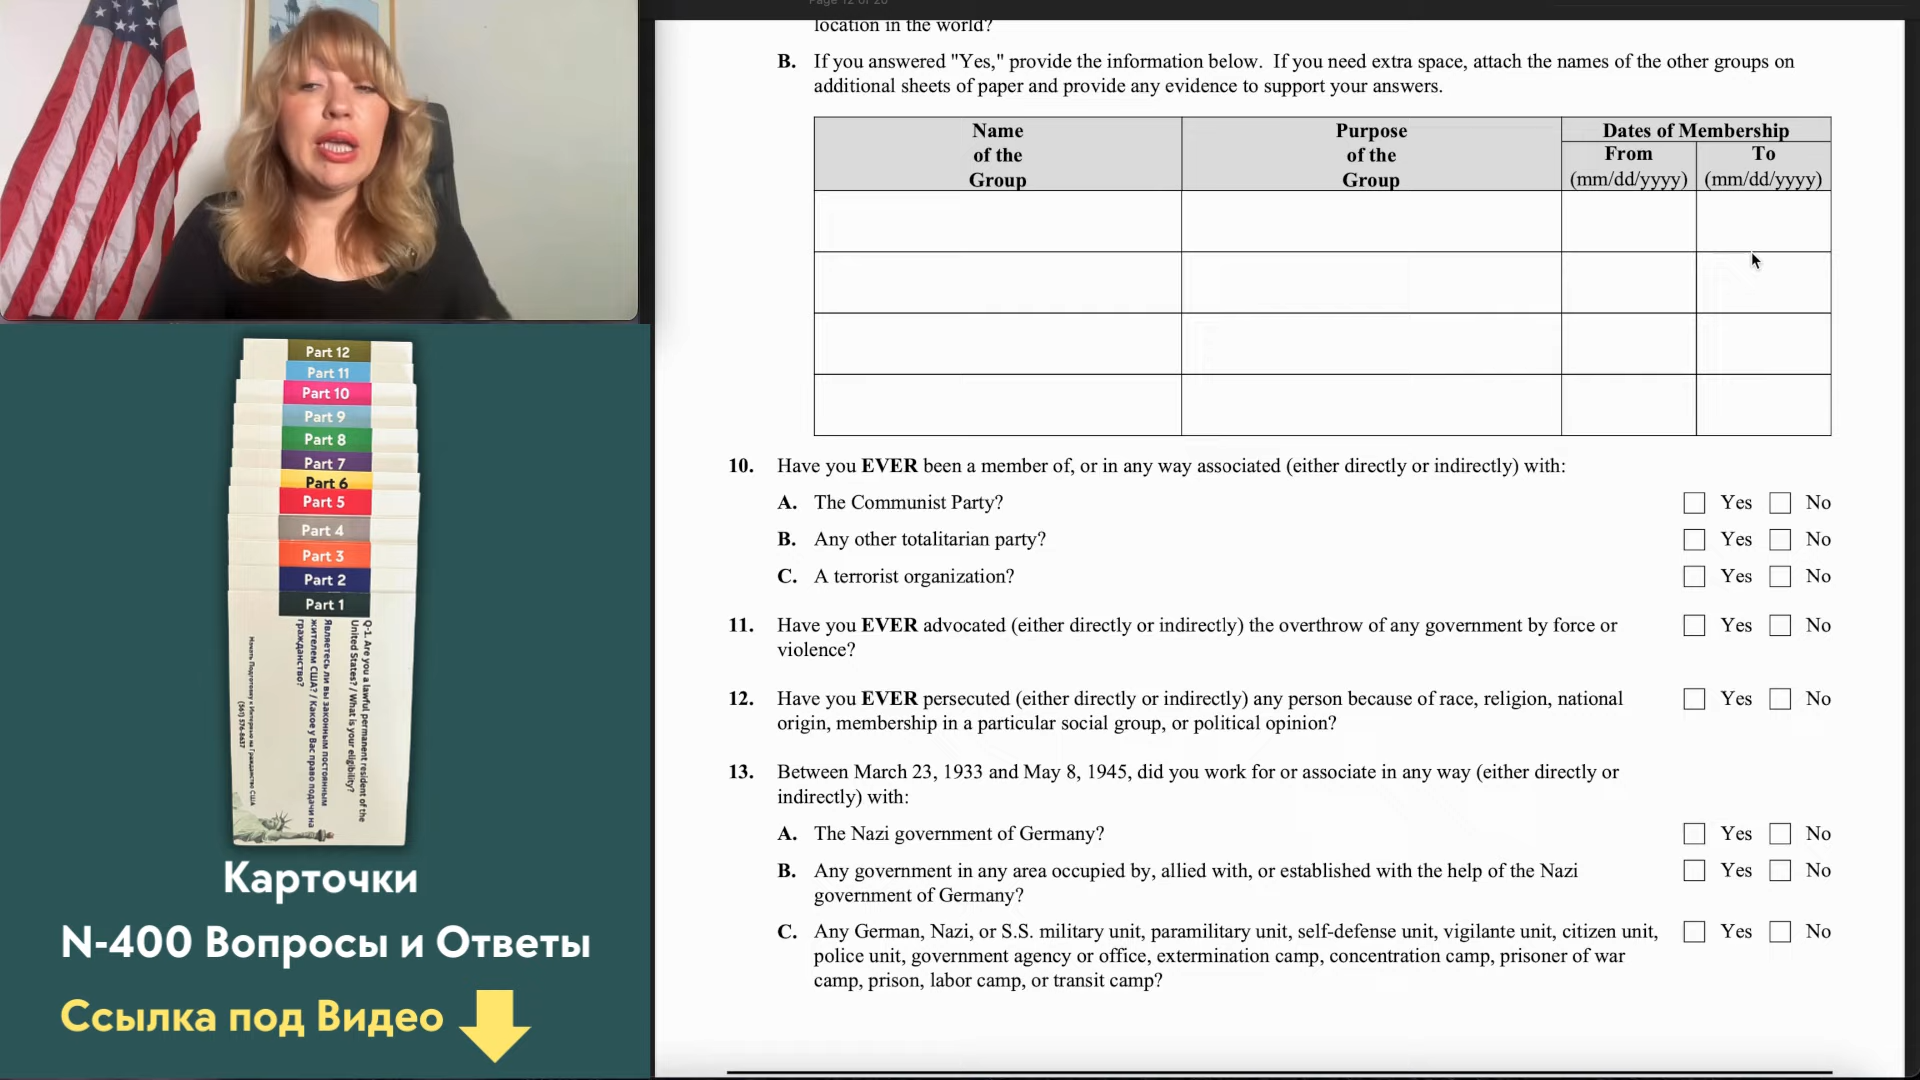 Page 12 of 20
location in the world?
B. If you answered "Yes," provide the information below. If you need extra space, attach the names of the other groups on
additional sheets of paper and provide any evidence to support your answers.
Name
of the
Group
Purpose
of the
Group
Dates of Membership
From
(mm/dd/yyyy)
To
(mm/dd/yyyy)
10. Have you EVER been a member of, or in any way associated (either directly or indirectly) with:
A. The Communist Party? Yes No
B. Any other totalitarian party? Yes No
C. A terrorist organization? Yes No
11. Have you EVER advocated (either directly or indirectly) the overthrow of any government by force or Yes No
violence?
12. Have you EVER persecuted (either directly or indirectly) any person because of race, religion, national Yes No
origin, membership in a particular social group, or political opinion?
13. Between March 23, 1933 and May 8, 1945, did you work for or associate in any way (either directly or
indirectly) with:
A. The Nazi government of Germany? Yes No
B. Any government in any area occupied by, allied with, or established with the help of the Nazi Yes No
government of Germany?
C. Any German, Nazi, or S.S. military unit, paramilitary unit, self-defense unit, vigilante unit, citizen unit, Yes No
police unit, government agency or office, extermination camp, concentration camp, prisoner of war
camp, prison, labor camp, or transit camp?
Part 12
Part 11
Part 10
Part 9
Part 8
Part 7
Part 6
Part 5
Part 4
Part 3
Part 2
Part 1
Q-1. Are you a lawful permanent resident of the
United States? / What is your eligibility?
Являетесь ли вы законным постоянным
жителем США? / Какое у Вас право подачи на
гражданство?
Начать Подготовку к Интервью на Гражданство США
(561) 576-8637
Карточки
N-400 Вопросы и Ответы
Ссылка под Видео